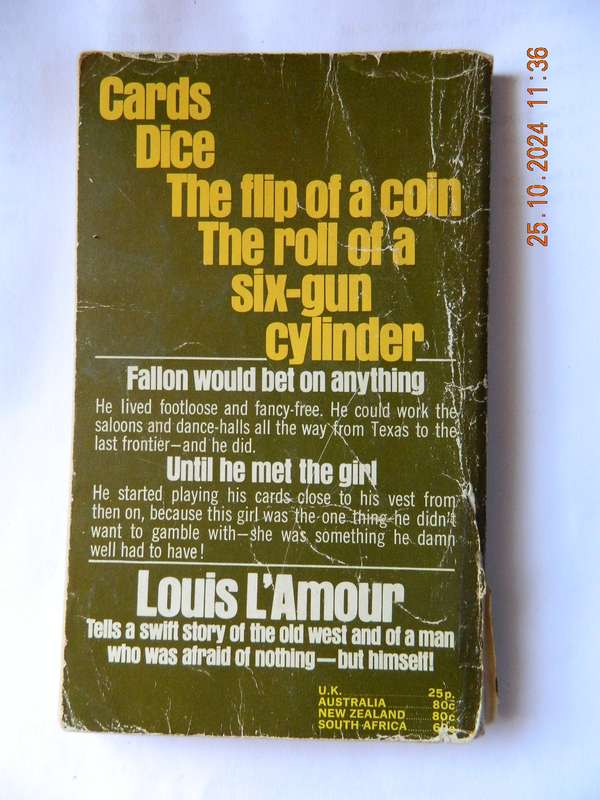 Cards
Dice
The flip of a coin
The roll of a
six-gun
cylinder
Fallon would bet on anything
He lived footloose and fancy-free. He could work the
saloons and dance-halls all the way from Texas to the
last frontier—and he did.
Until he met the girl
He started playing his cards close to his vest from
then on, because this girl was the one thing he didn't
want to gamble with—she was something he damn
well had to have!
Louis L'Amour
Tells a swift story of the old west and of a man
who was afraid of nothing—but himself!
U.K. 25p.
AUSTRALIA 80c
NEW ZEALAND 80c
SOUTH AFRICA
25.10.2024 11:36